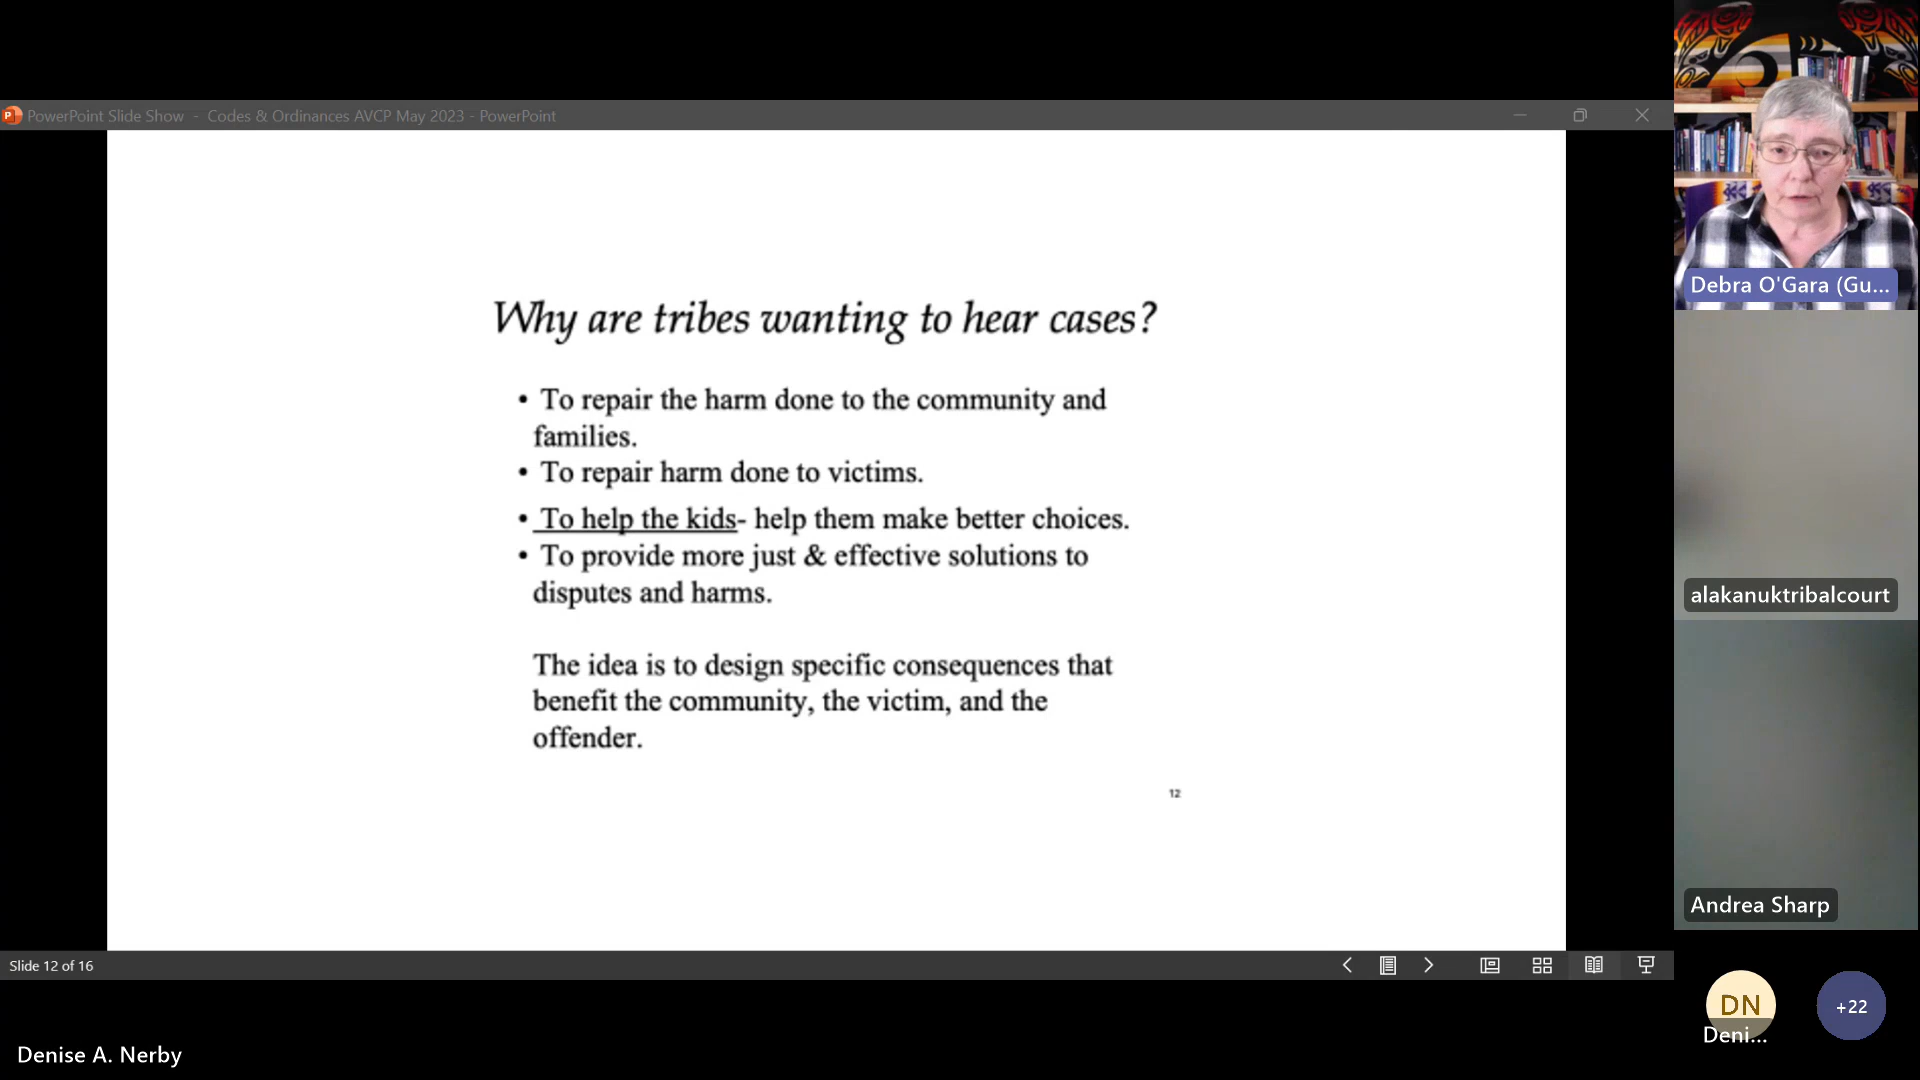 PowerPoint Slide Show - Codes & Ordinances AVCP May 2023 - PowerPoint
Why are tribes wanting to hear cases?
• To repair the harm done to the community and
families.
• To repair harm done to victims.
• To help the kids- help them make better choices.
• To provide more just & effective solutions to
disputes and harms.
The idea is to design specific consequences that
benefit the community, the victim, and the
offender.
12
Slide 12 of 16
Denise A. Nerby
Debra O'Gara (Gu...
alakanuktribalcourt
Andrea Sharp
DN
Deni...
+22